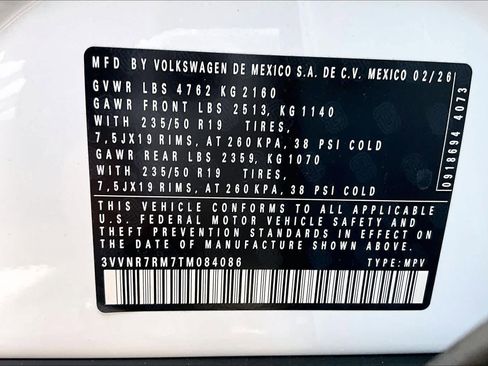 MFD BY VOLKSWAGEN DE MEXICO S.A. DE C.V. MEXICO 02/26
GVWR LBS 4762 KG 2160
GAWR FRONT LBS 2513, KG 1140
WITH 235/50 R19 TIRES,
7,5JX19 RIMS, AT 260 KPA, 38 PSI COLD
GAWR REAR LBS 2359, KG 1070
WITH 235/50 R19 TIRES,
7,5JX19 RIMS, AT 260 KPA, 38 PSI COLD
THIS VEHICLE CONFORMS TO ALL APPLICABLE
U.S. FEDERAL MOTOR VEHICLE SAFETY AND
THEFT PREVENTION STANDARDS IN EFFECT ON
THE DATE OF MANUFACTURE SHOWN ABOVE.
3VVNR7RM7TM084086 TYPE: MPV
0918694 4073